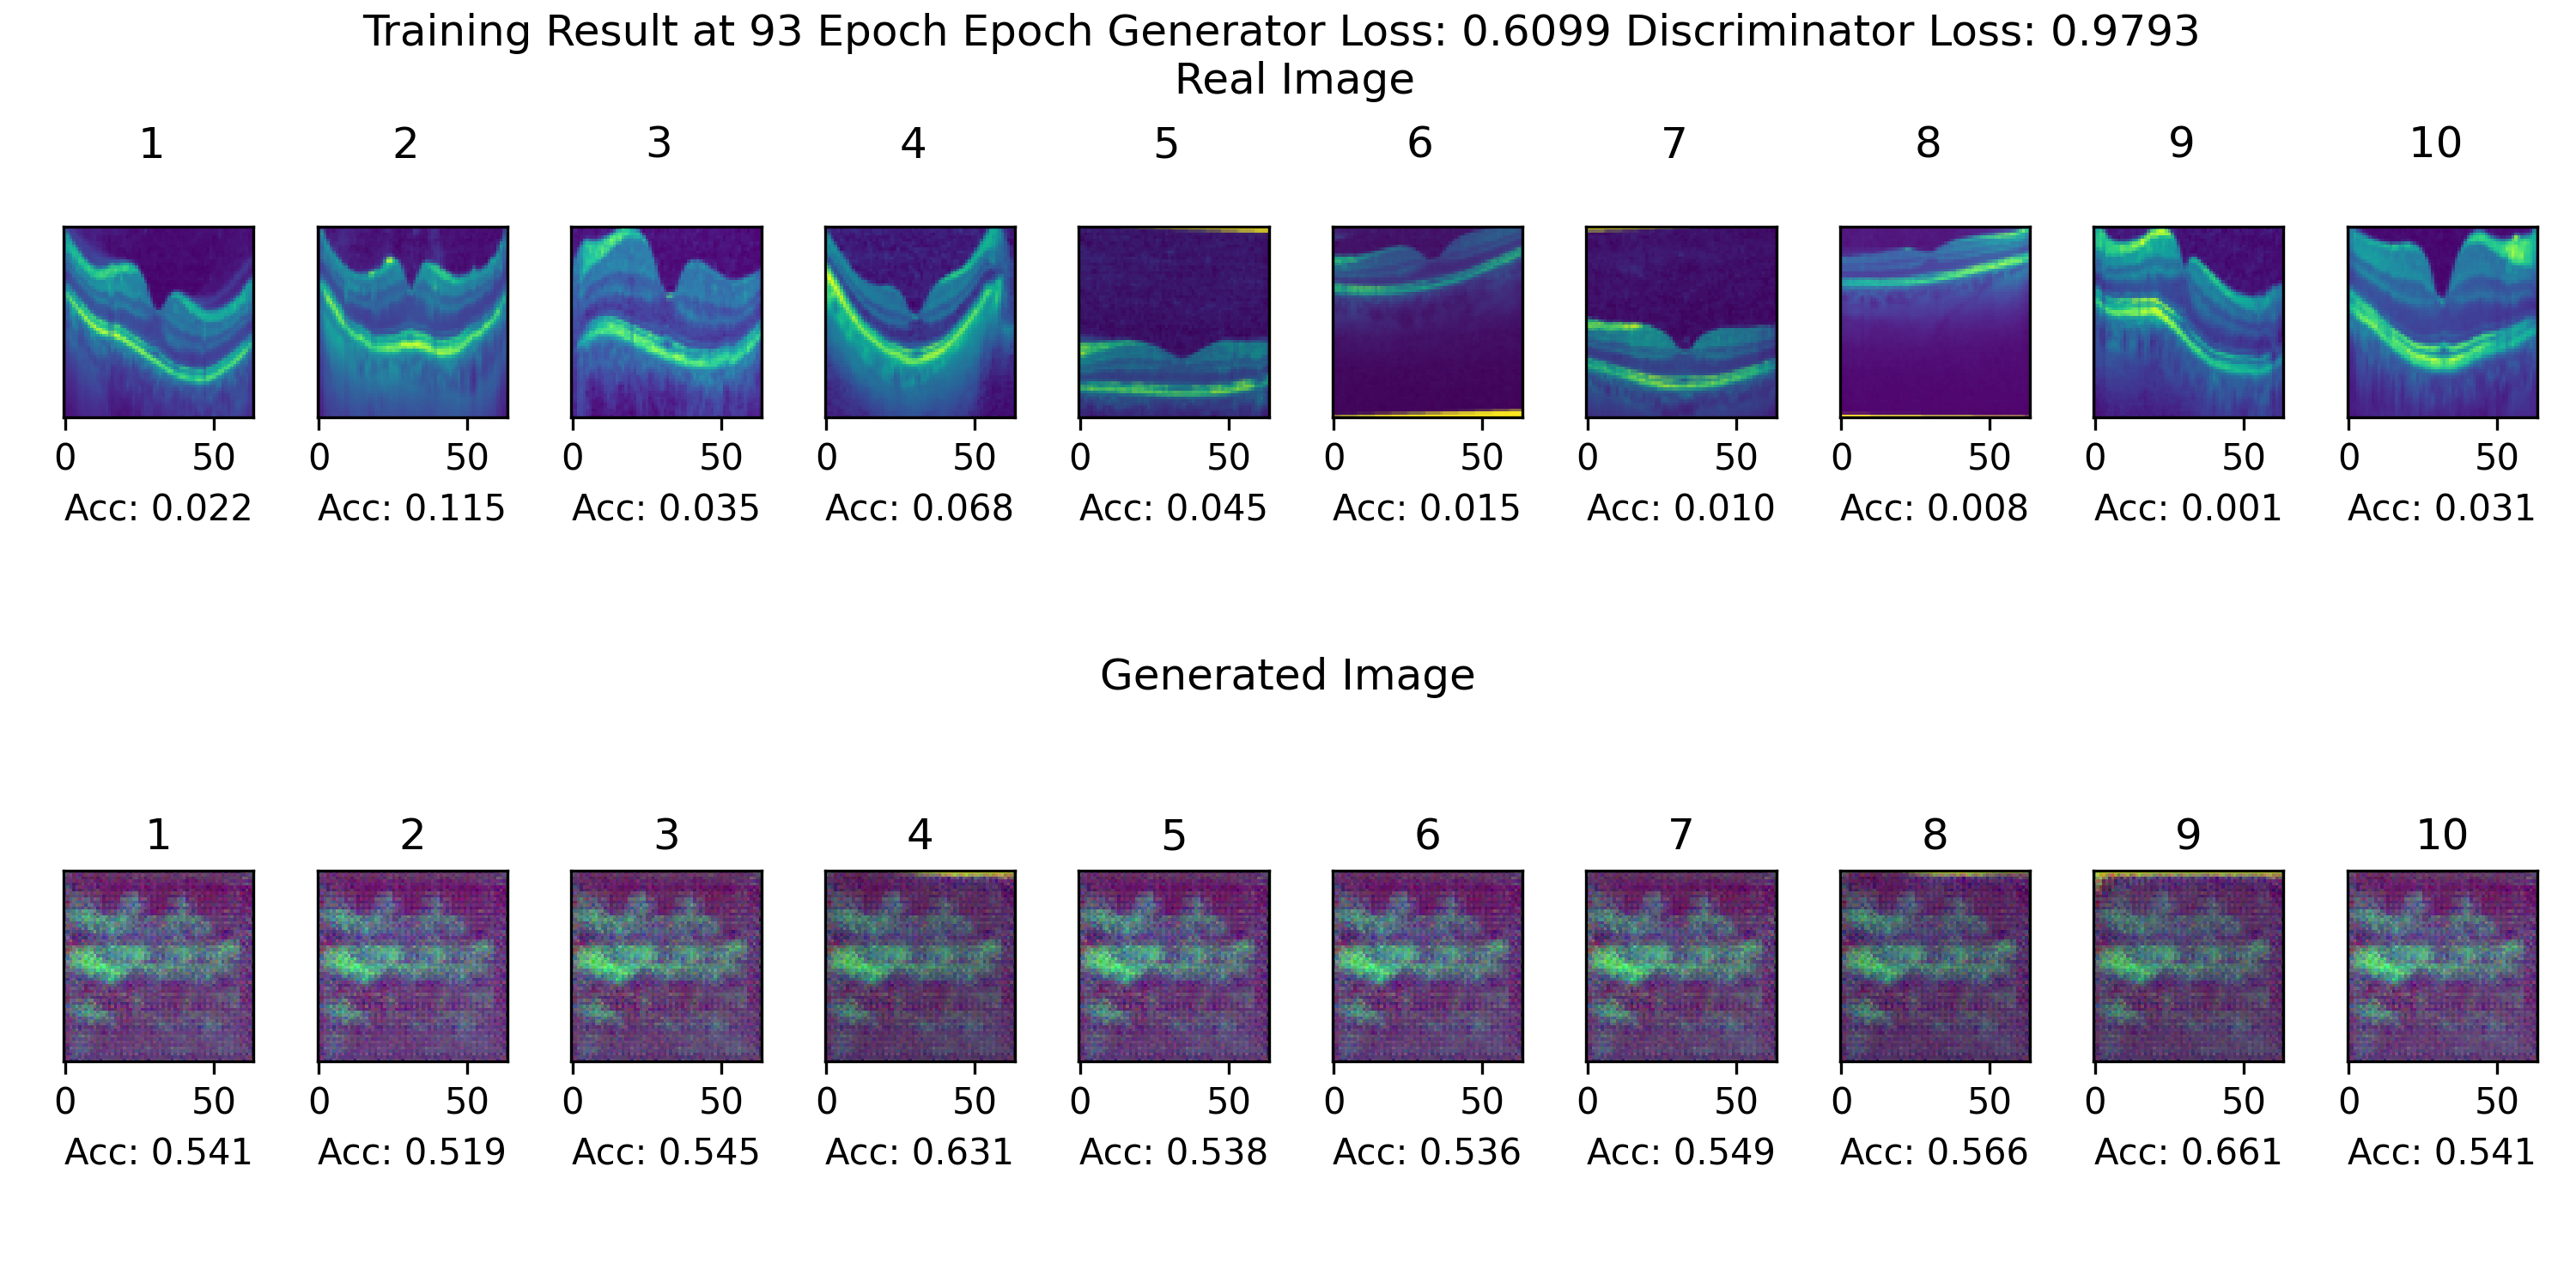 Training Result at 93 Epoch Epoch Generator Loss: 0.6099 Discriminator Loss: 0.9793
Real Image
1 2 3 4 5 6 7 8 9 10
0 50 0 50 0 50 0 50 0 50 0 50 0 50 0 50 0 50 0 50
Acc: 0.022 Acc: 0.115 Acc: 0.035 Acc: 0.068 Acc: 0.045 Acc: 0.015 Acc: 0.010 Acc: 0.008 Acc: 0.001 Acc: 0.031
Generated Image
1 2 3 4 5 6 7 8 9 10
0 50 0 50 0 50 0 50 0 50 0 50 0 50 0 50 0 50 0 50
Acc: 0.541 Acc: 0.519 Acc: 0.545 Acc: 0.631 Acc: 0.538 Acc: 0.536 Acc: 0.549 Acc: 0.566 Acc: 0.661 Acc: 0.541